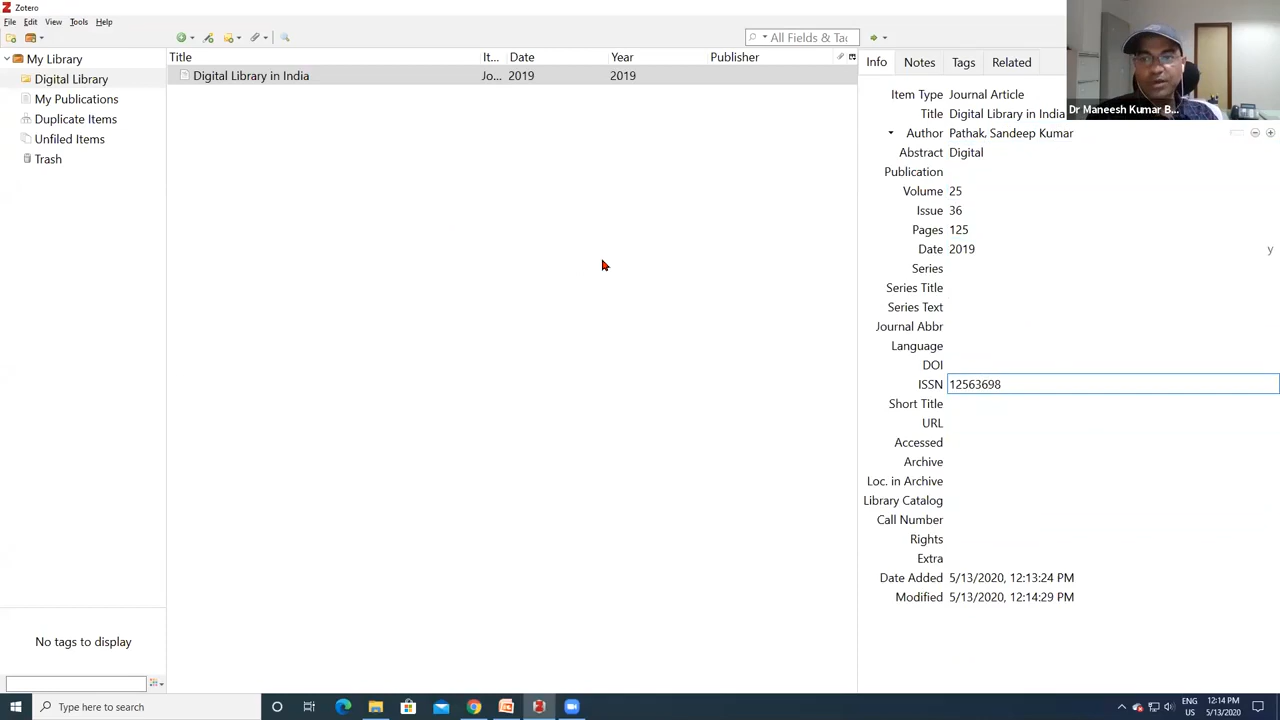 Zotero
File Edit View Tools Help
All Fields & Tag
My Library
Digital Library
My Publications
Duplicate Items
Unfiled Items
Trash
Title It... Date Year Publisher
Digital Library in India Jo... 2019 2019
Info Notes Tags Related
Dr Maneesh Kumar B...
Item Type Journal Article
Title Digital Library in India
Author Pathak, Sandeep Kumar
Abstract Digital
Publication
Volume 25
Issue 36
Pages 125
Date 2019 y
Series
Series Title
Series Text
Journal Abbr
Language
DOI
ISSN 12563698
Short Title
URL
Accessed
Archive
Loc. in Archive
Library Catalog
Call Number
Rights
Extra
Date Added 5/13/2020, 12:13:24 PM
Modified 5/13/2020, 12:14:29 PM
No tags to display
Type here to search
ENG
US
12:14 PM
5/13/2020